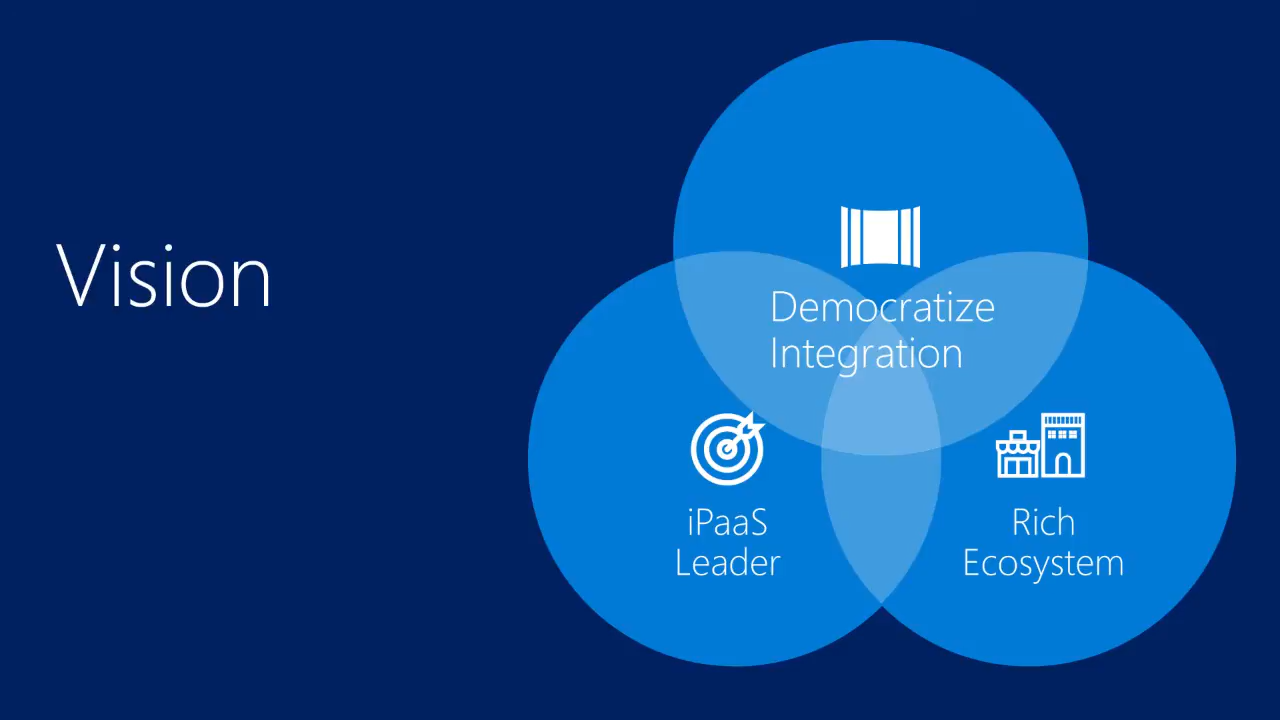 Vision
Democratize
Integration
iPaaS
Leader
Rich
Ecosystem